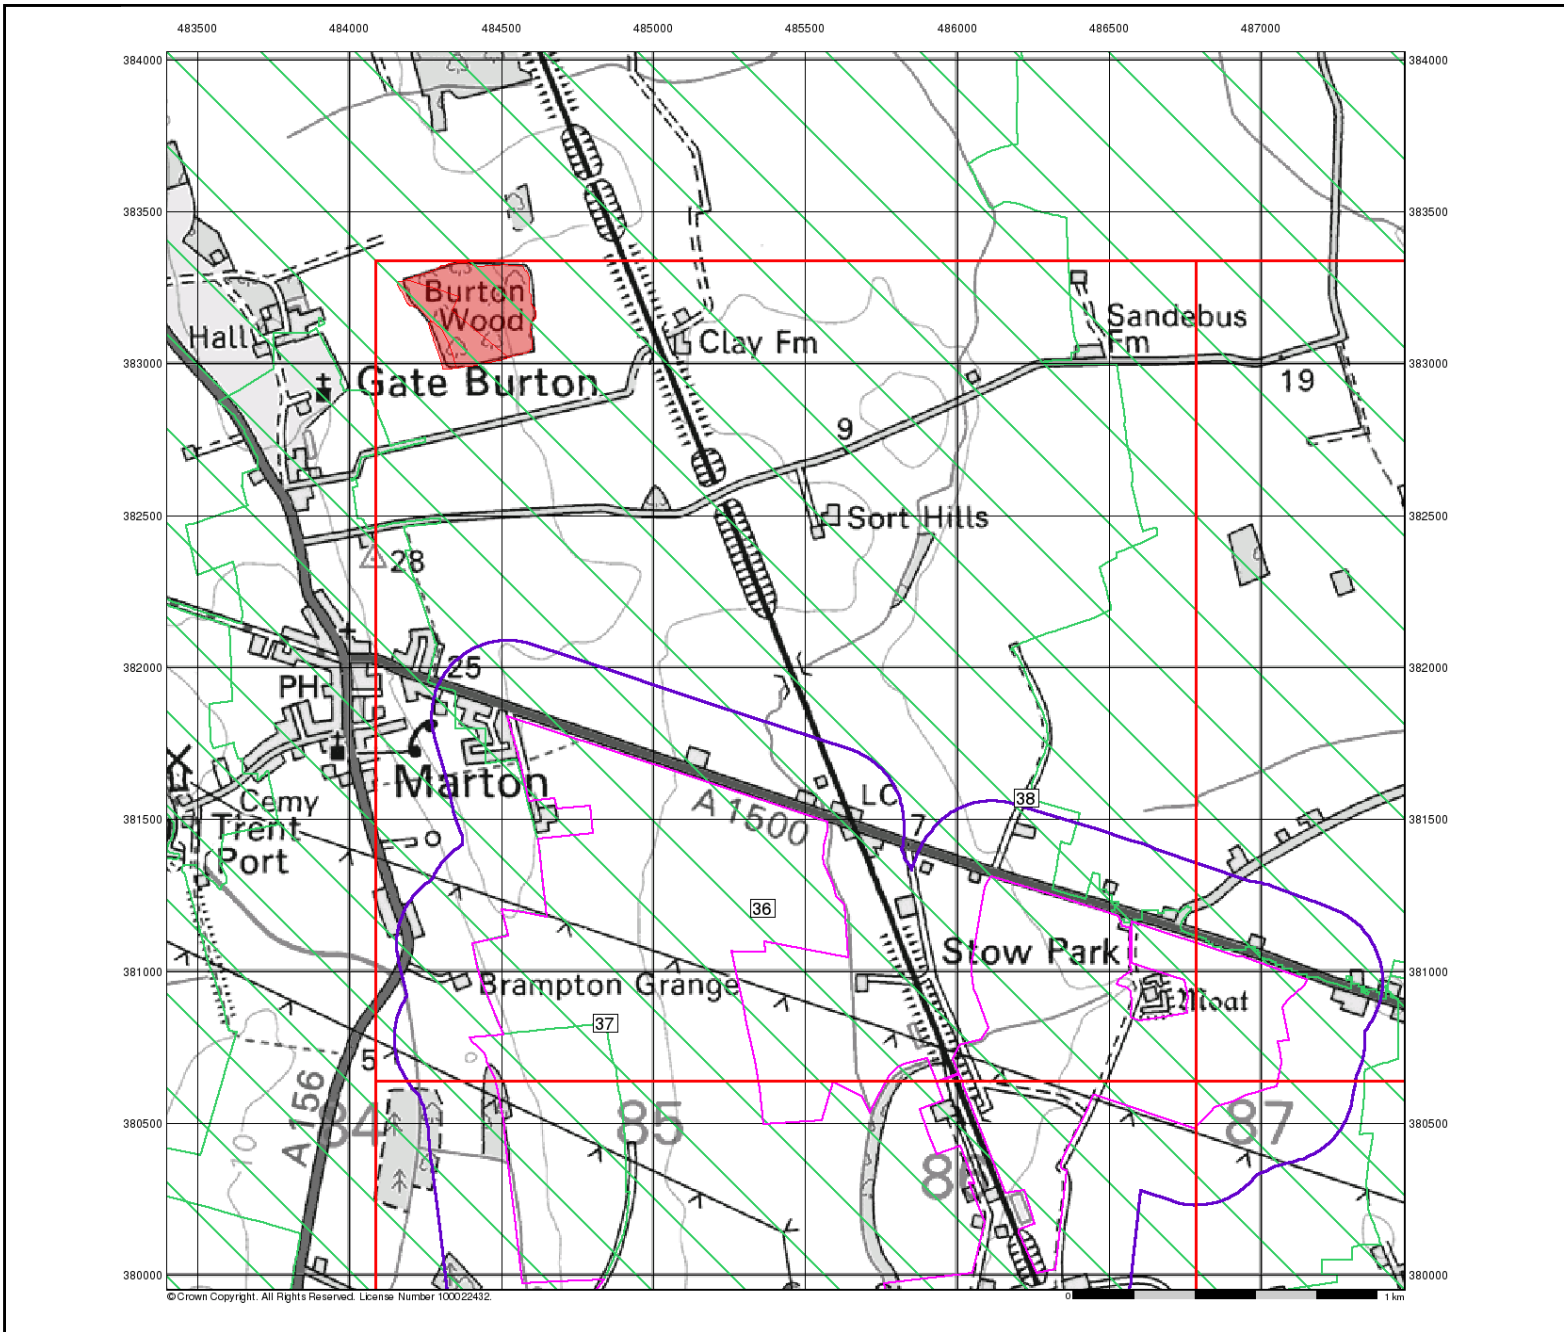 483500 484000 484500 485000 485500 486000 486500 487000
384000 384000
383500 383500
Burton
Wood
Sandebus
Fm
Hall
Clay Fm
383000 383000
Gate Burton
19
9
382500 382500
Sort Hills
28
382000 382000
25
PH
Marton
LC
38
A 1500
7
Cemy
Trent
Port
381500 381500
36
Stow Park
381000 381000
Brampton Grange
Moat
37
5
A 156
10
84 85 87
380500 380500
380000 380000
© Crown Copyright. All Rights Reserved. License Number 100022432.
0 1 km